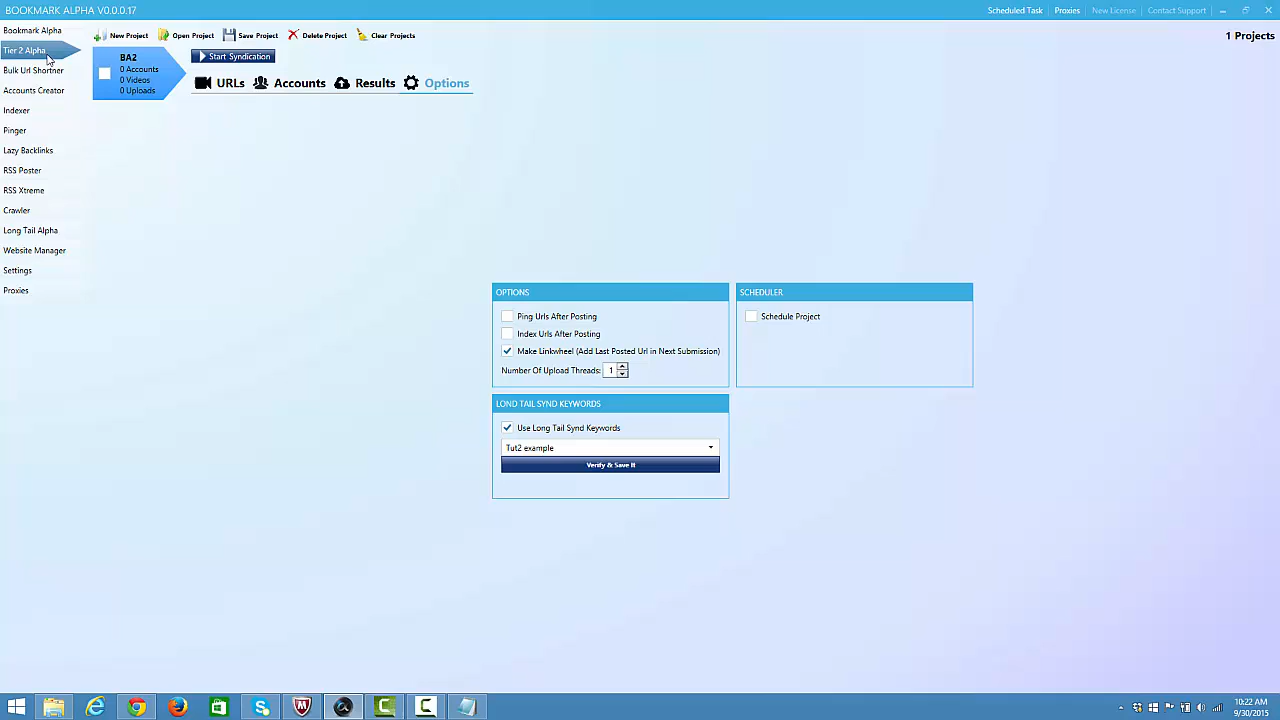 BOOKMARK ALPHA V0.0.0.17
Scheduled Task
Proxies
New License
Contact Support
Bookmark Alpha
Tier 2 Alpha
Bulk Url Shortner
Accounts Creator
Indexer
Pinger
Lazy Backlinks
RSS Poster
RSS Xtreme
Crawler
Long Tail Alpha
Website Manager
Settings
Proxies
New Project
Open Project
Save Project
Delete Project
Clear Projects
1 Projects
BA2
0 Accounts
0 Videos
0 Uploads
Start Syndication
URLs
Accounts
Results
Options
OPTIONS
Ping Urls After Posting
Index Urls After Posting
Make Linkwheel (Add Last Posted Url in Next Submission)
Number Of Upload Threads: 1
SCHEDULER
Schedule Project
LOND TAIL SYND KEYWORDS
Use Long Tail Synd Keywords
Tut2 example
Verify & Save It
10:22 AM
9/30/2015